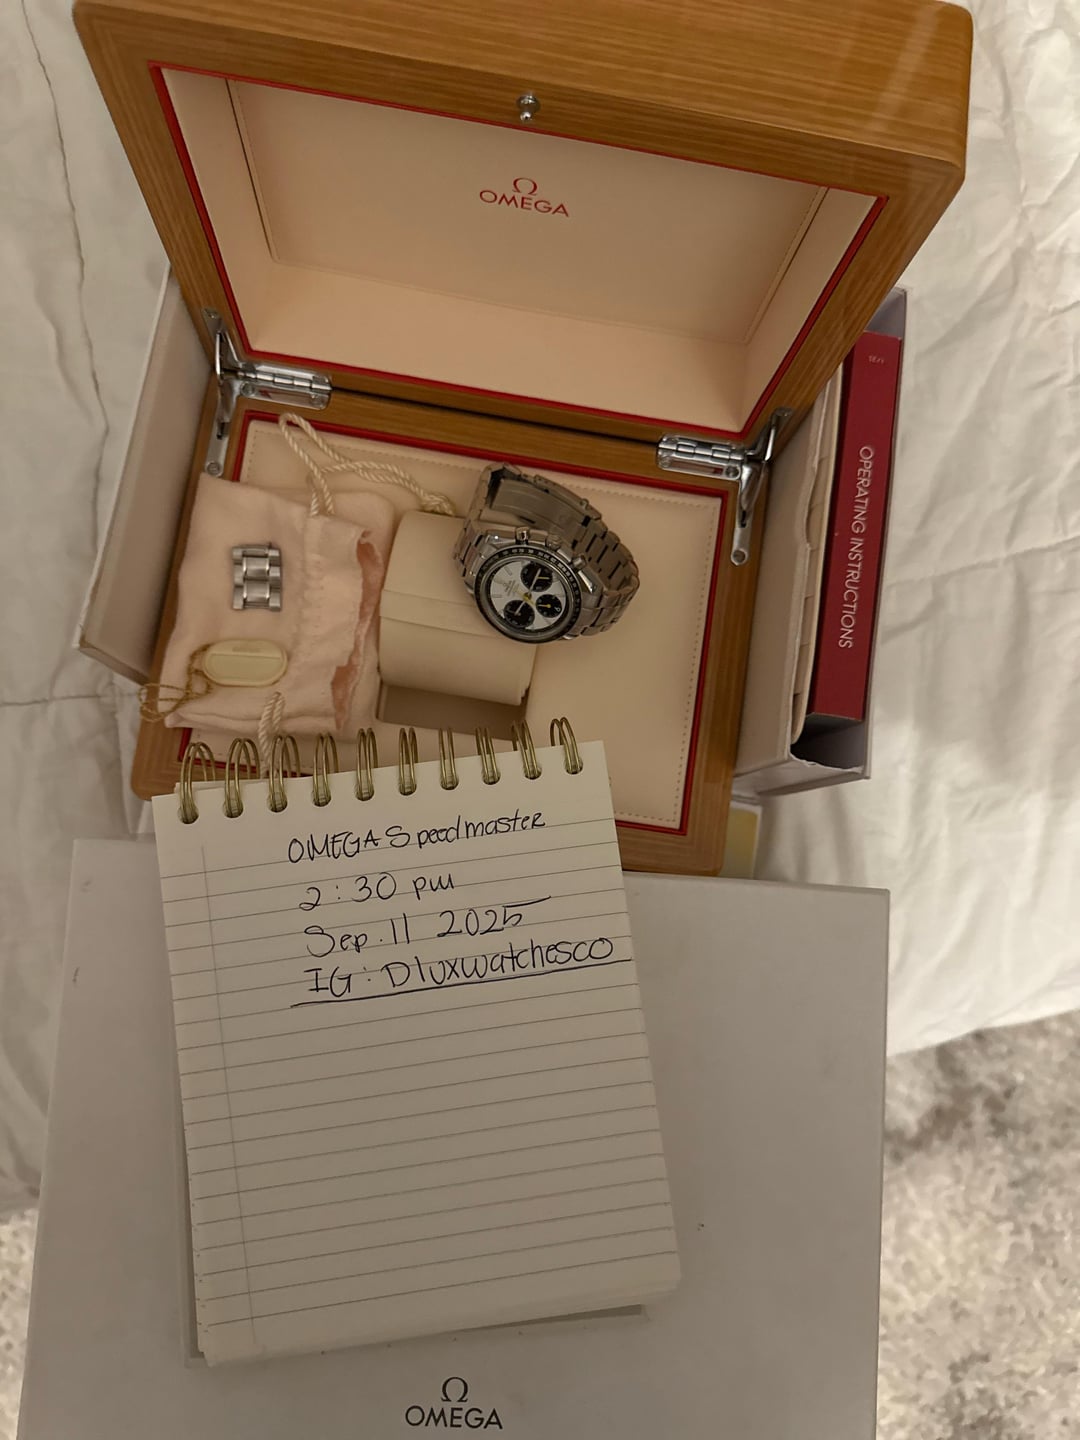 Ω
OMEGA
OPERATING INSTRUCTIONS
OMEGA Speedmaster
2:30 pm
Sep. 11 2025
IG: Dluxwatchesco
Ω
OMEGA